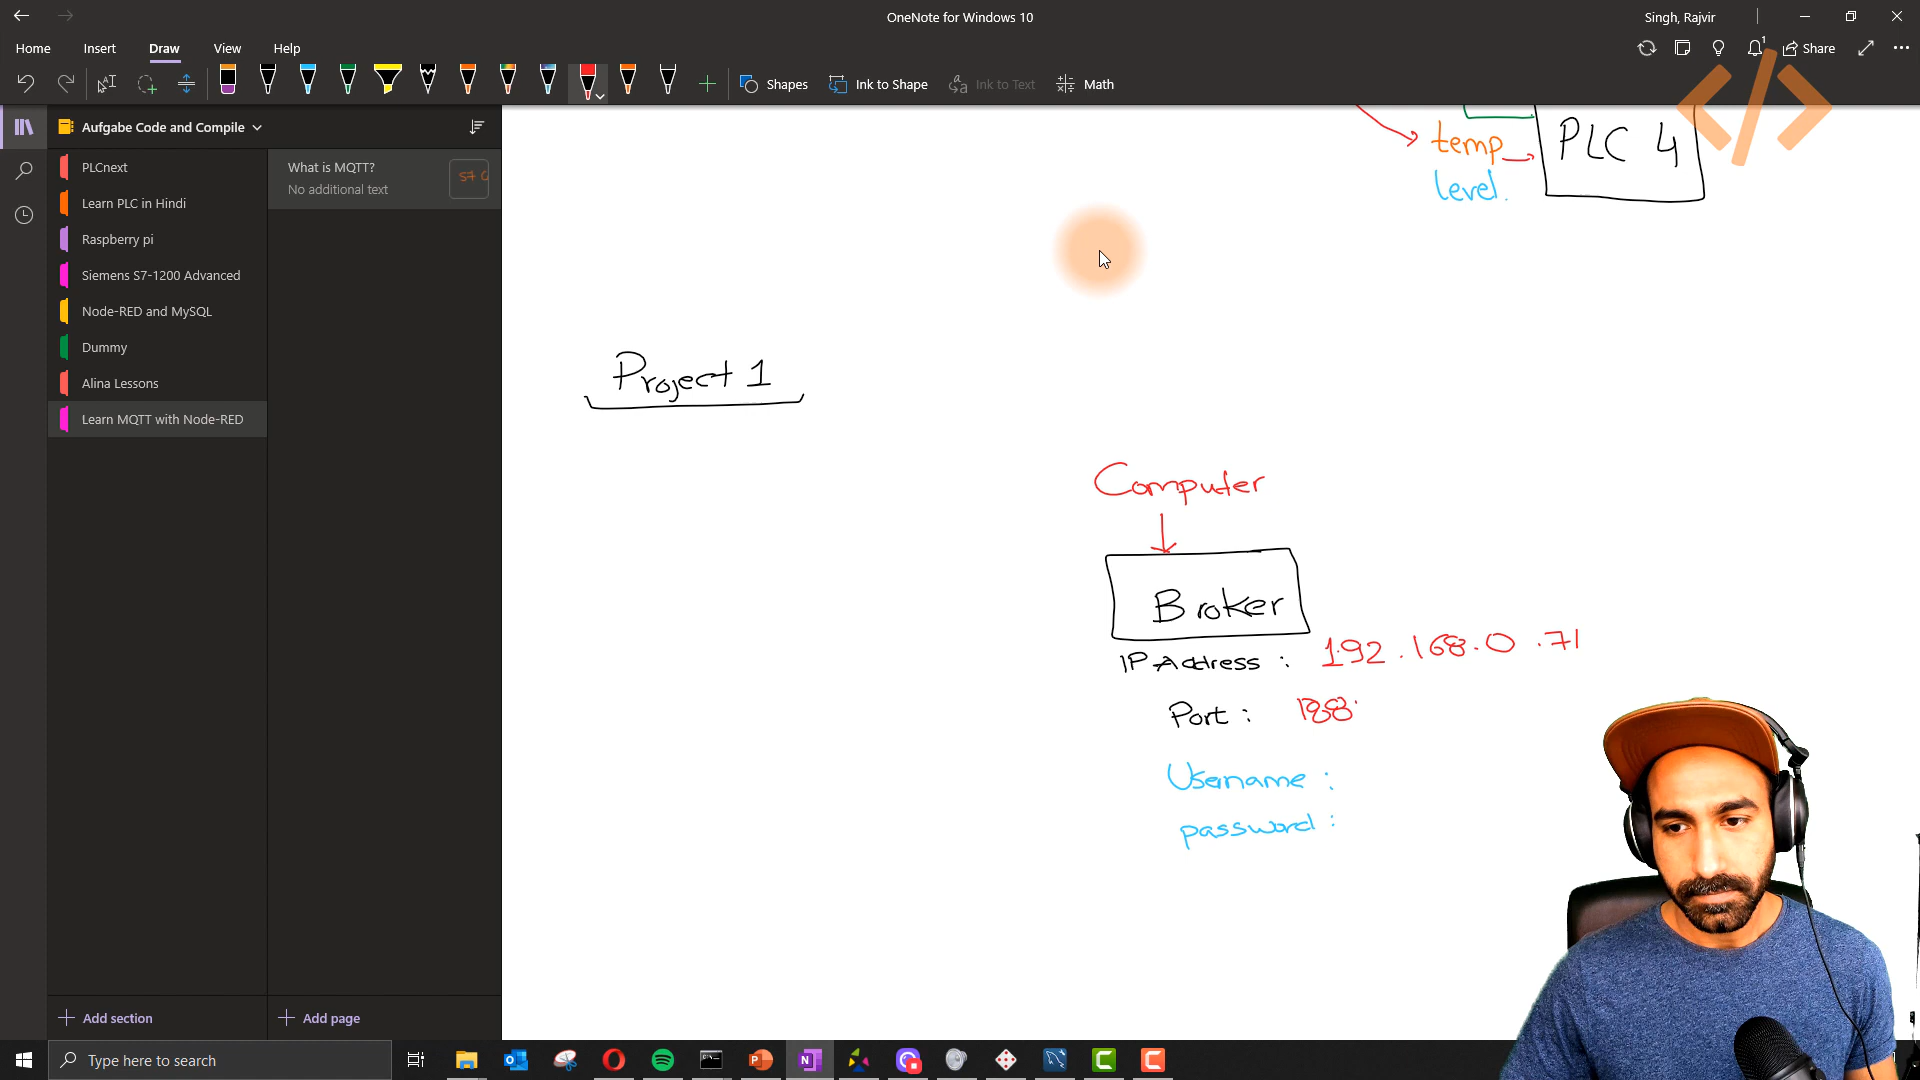 OneNote for Windows 10
Singh, Rajvir
Home Insert Draw View Help
1 Share
Shapes Ink to Shape Ink to Text Math
Aufgabe Code and Compile
PLCnext
Learn PLC in Hindi
Raspberry pi
Siemens S7-1200 Advanced
Node-RED and MySQL
Dummy
Alina Lessons
Learn MQTT with Node-RED
What is MQTT?
No additional text
temp
level.
PLC 4
Project 1
Computer
Broker
IP Address : 192.168.0.71
Port : 188
Username :
password :
Add section
Add page
Type here to search